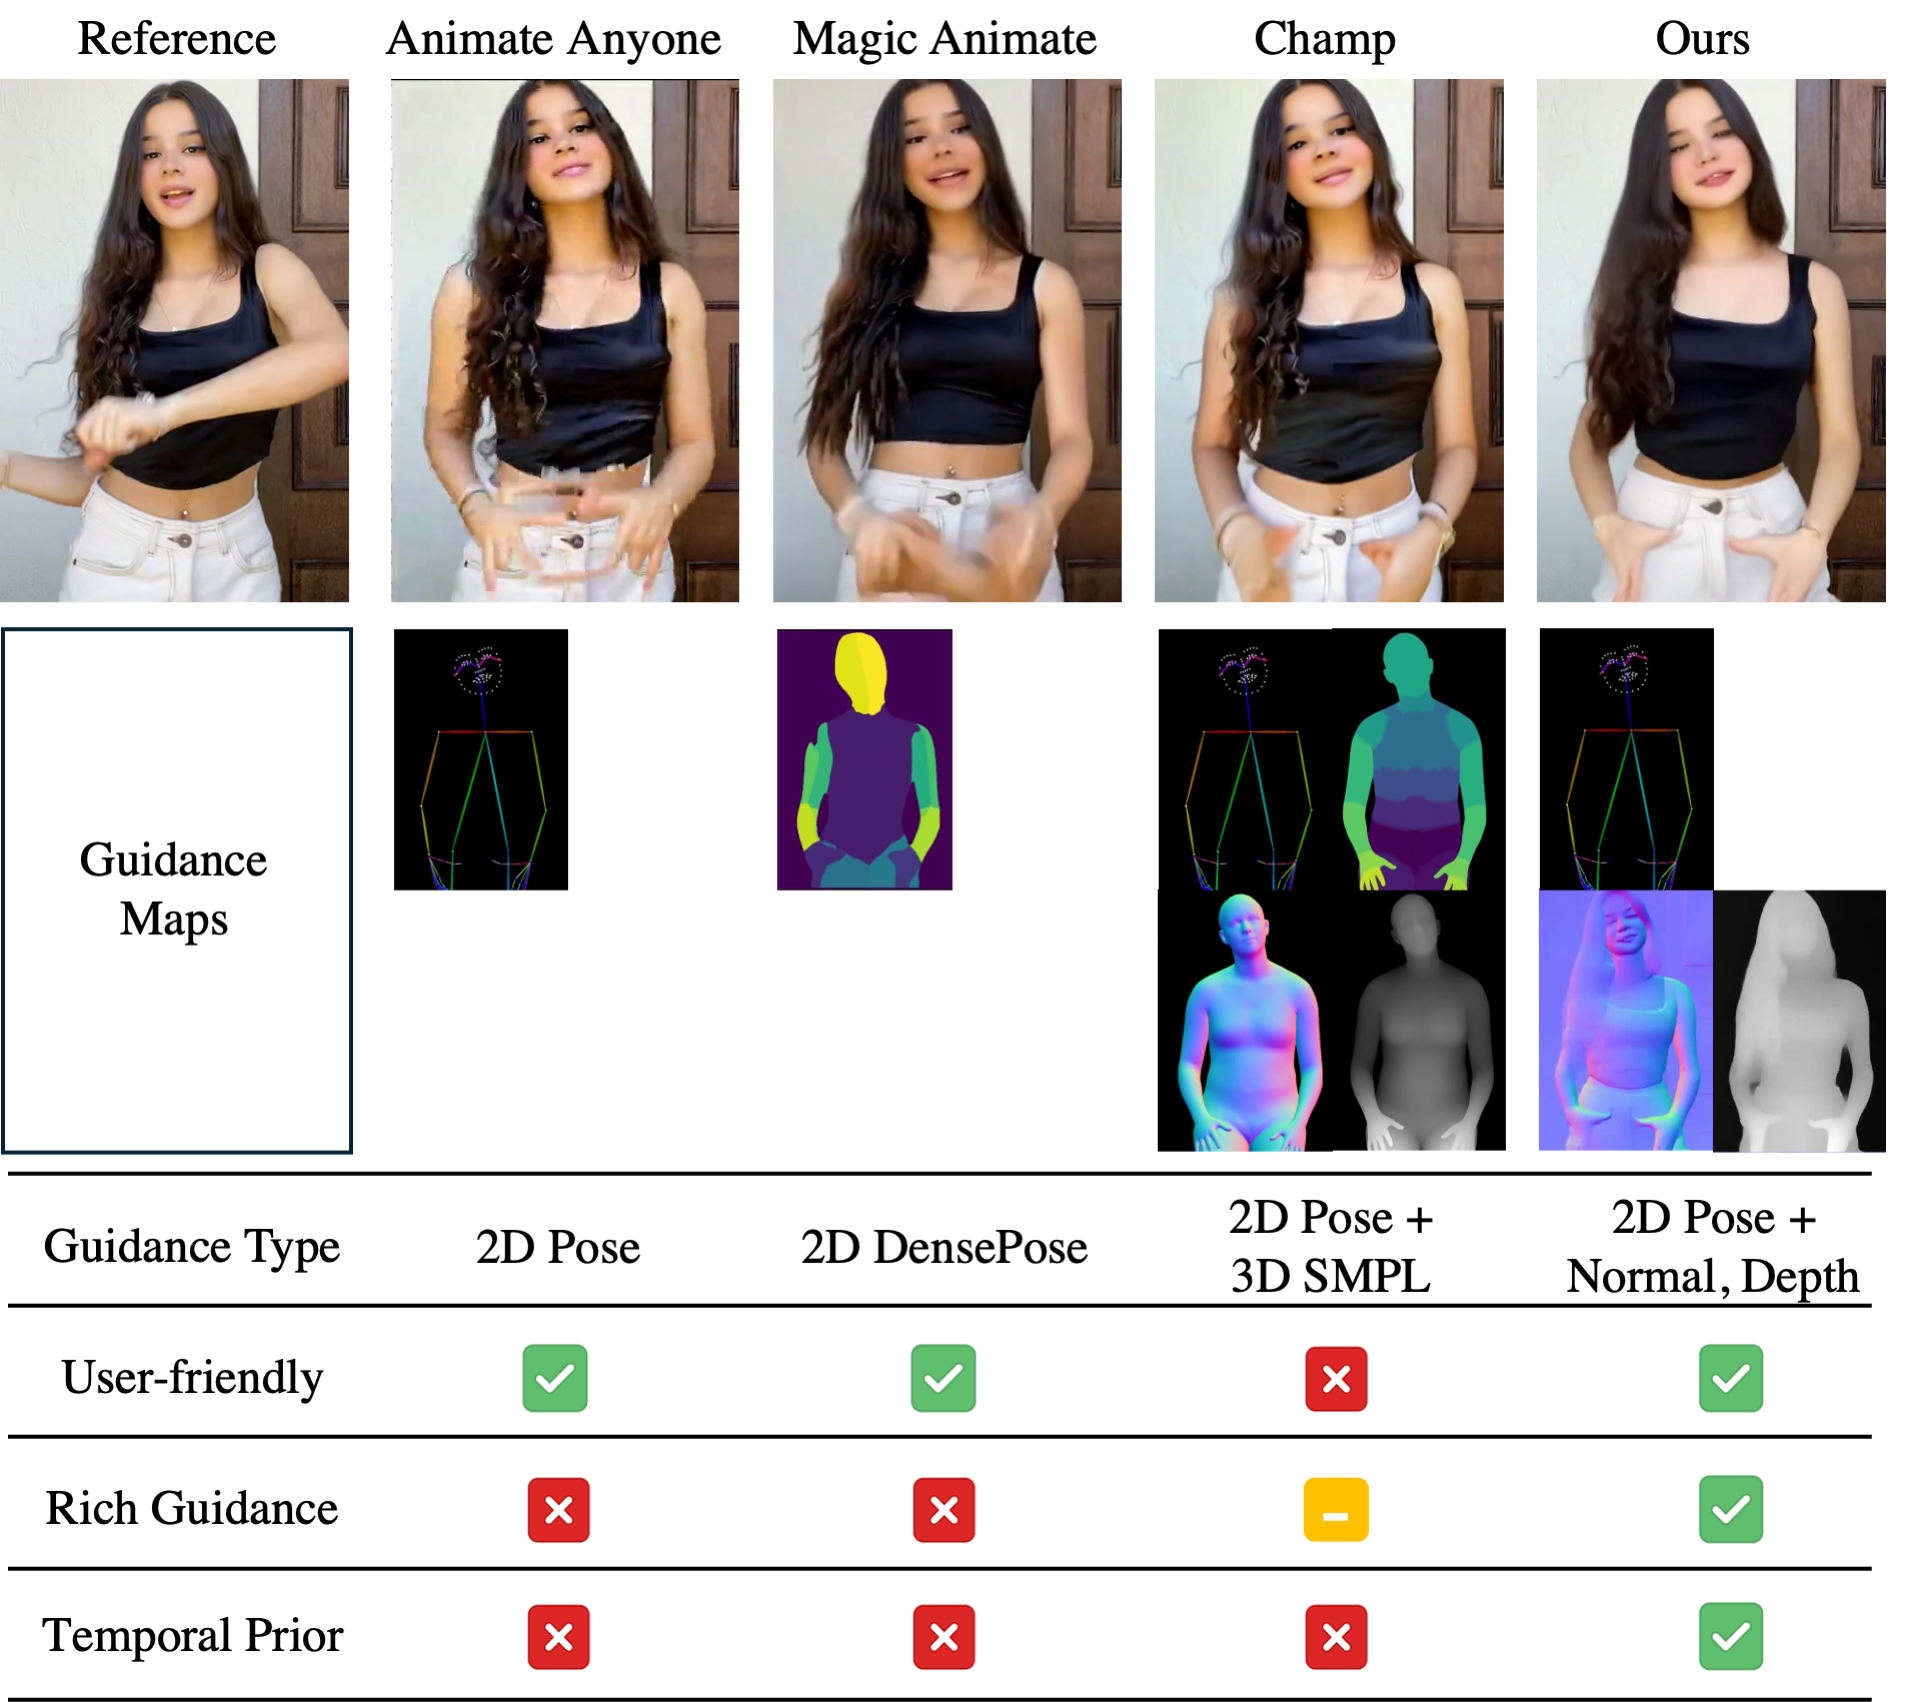 Reference
Animate Anyone
Magic Animate
Champ
Ours
Guidance
Maps
Guidance Type
2D Pose
2D DensePose
2D Pose +
3D SMPL
2D Pose +
Normal, Depth
User-friendly
Rich Guidance
Temporal Prior